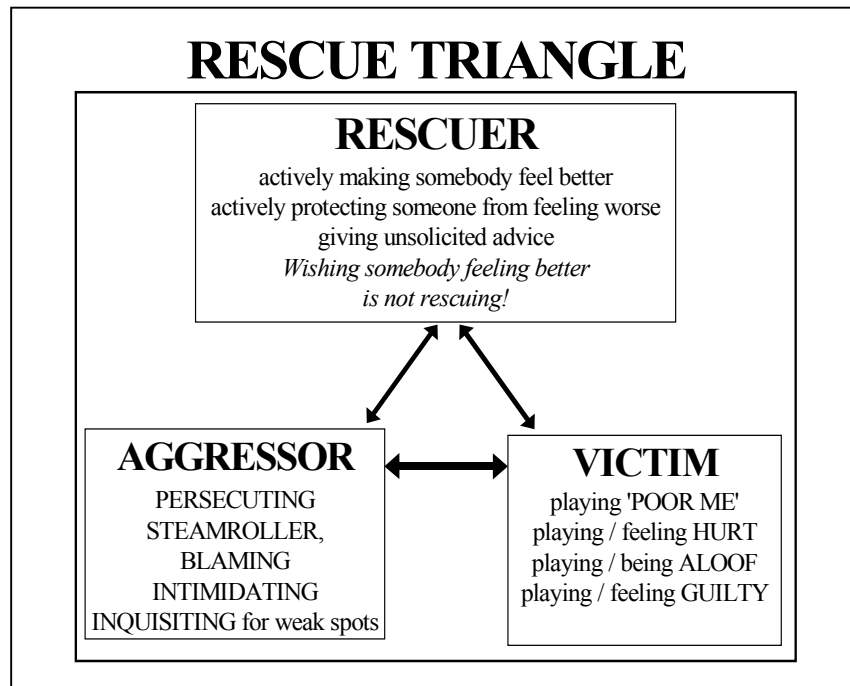 RESCUE TRIANGLE
RESCUER
actively making somebody feel better
actively protecting someone from feeling worse
giving unsolicited advice
Wishing somebody feeling better
is not rescuing!
AGGRESSOR
PERSECUTING
STEAMROLLER,
BLAMING
INTIMIDATING
INQUISITING for weak spots
VICTIM
playing 'POOR ME'
playing / feeling HURT
playing / being ALOOF
playing / feeling GUILTY